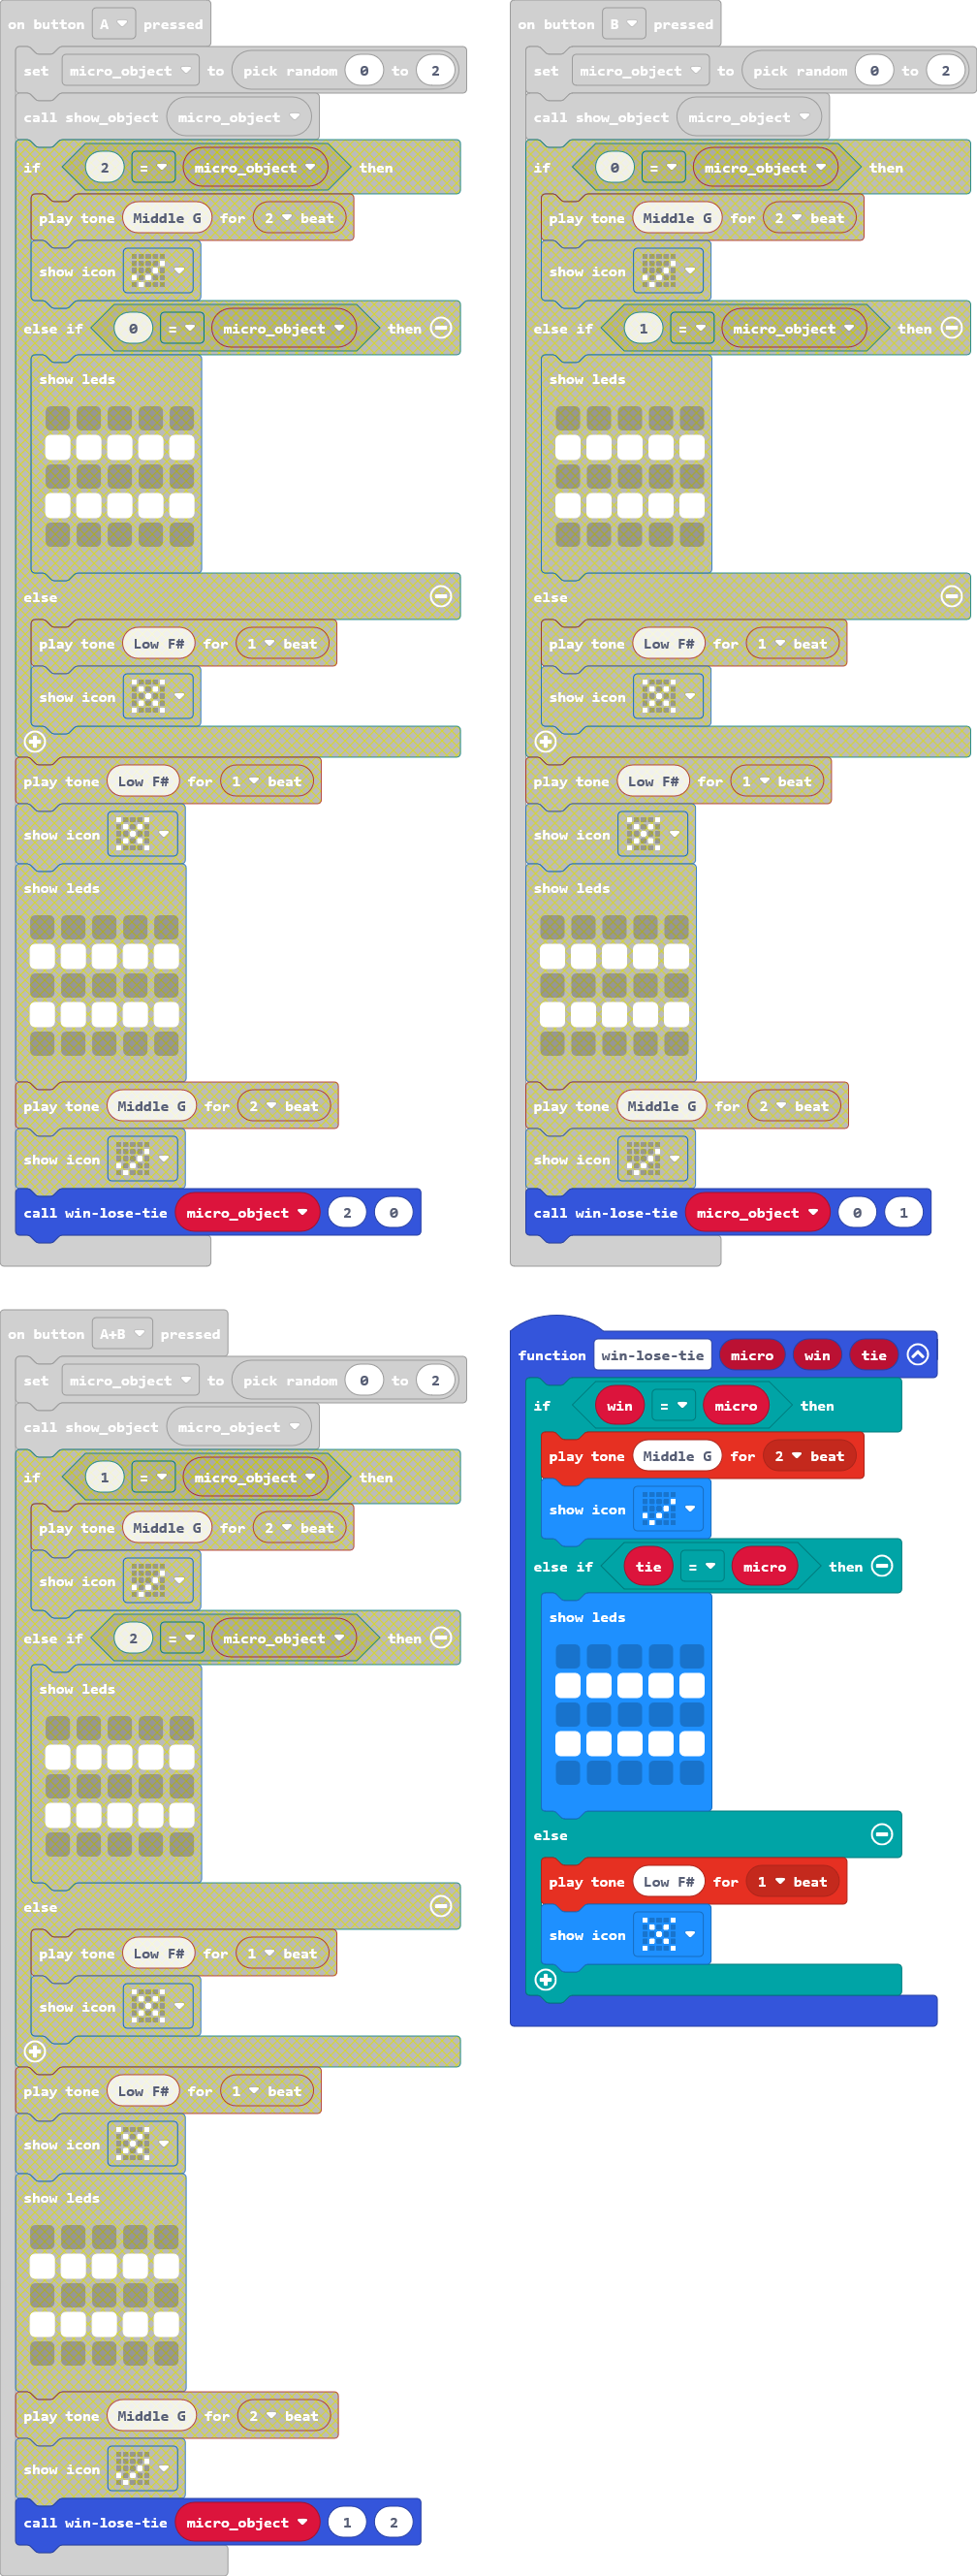 on button A pressed
set micro_object to pick random 0 to 2
call show_object micro_object
if 2 = micro_object then
play tone Middle G for 2 beat
show icon
else if 0 = micro_object then
show leds
else
play tone Low F# for 1 beat
show icon
play tone Low F# for 1 beat
show icon
show leds
play tone Middle G for 2 beat
show icon
call win-lose-tie micro_object 2 0
on button B pressed
set micro_object to pick random 0 to 2
call show_object micro_object
if 0 = micro_object then
play tone Middle G for 2 beat
show icon
else if 1 = micro_object then
show leds
else
play tone Low F# for 1 beat
show icon
play tone Low F# for 1 beat
show icon
show leds
play tone Middle G for 2 beat
show icon
call win-lose-tie micro_object 0 1
on button A+B pressed
set micro_object to pick random 0 to 2
call show_object micro_object
if 1 = micro_object then
play tone Middle G for 2 beat
show icon
else if 2 = micro_object then
show leds
else
play tone Low F# for 1 beat
show icon
play tone Low F# for 1 beat
show icon
show leds
play tone Middle G for 2 beat
show icon
call win-lose-tie micro_object 1 2
function win-lose-tie micro win tie
if win = micro then
play tone Middle G for 2 beat
show icon
else if tie = micro then
show leds
else
play tone Low F# for 1 beat
show icon